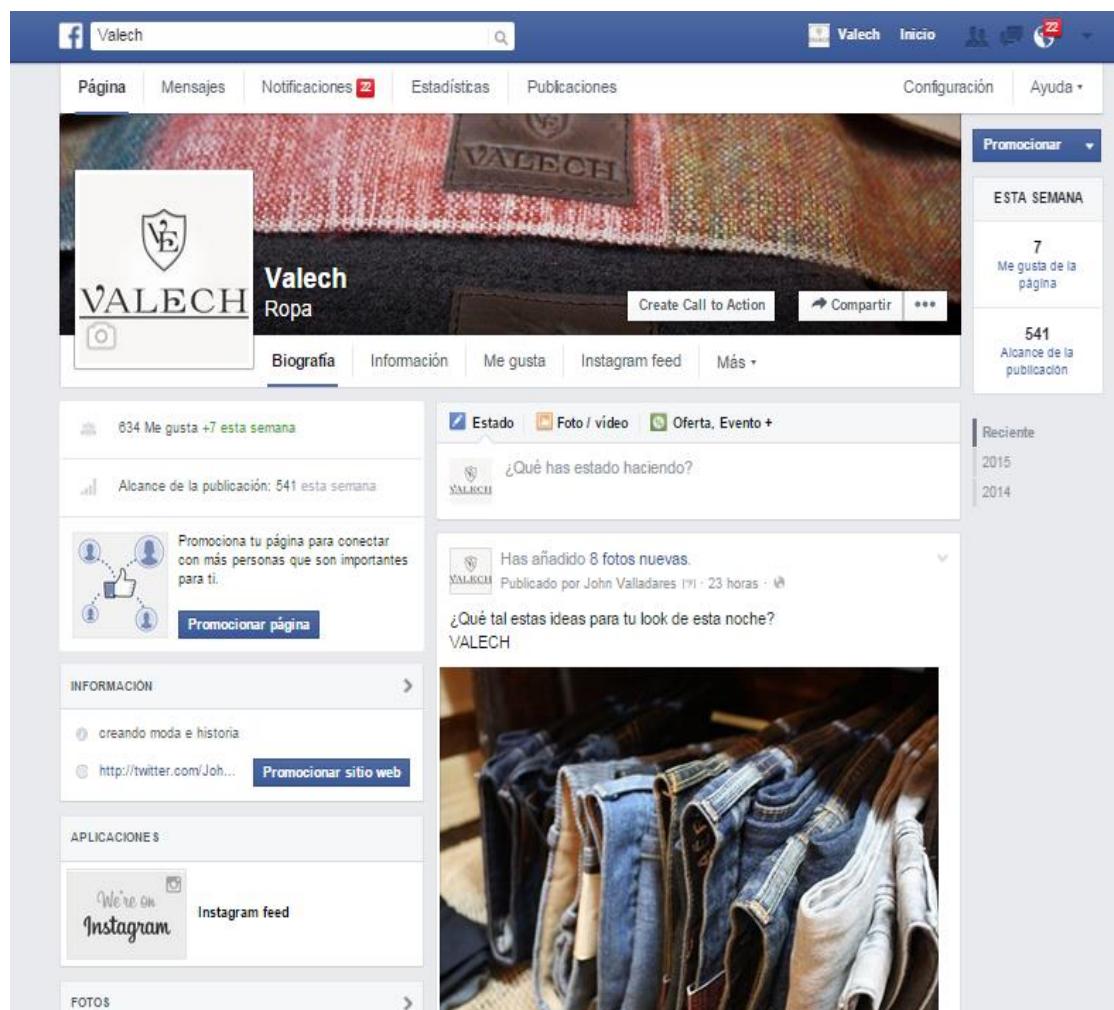 Valech
Valech Inicio 22
Página Mensajes Notificaciones 22 Estadísticas Publicaciones Configuración Ayuda
VALECH
VE
VALECH
Valech
Ropa
Create Call to Action Compartir
Promocionar
ESTA SEMANA
7
Me gusta de la
página
541
Alcance de la
publicación
Biografía Información Me gusta Instagram feed Más
634 Me gusta +7 esta semana
Alcance de la publicación: 541 esta semana
Promociona tu página para conectar
con más personas que son importantes
para ti.
Promocionar página
INFORMACIÓN
creando moda e historia
http://twitter.com/Joh... Promocionar sitio web
APLICACIONES
We're on
Instagram
Instagram feed
FOTOS
Estado Foto / vídeo Oferta, Evento +
VALECH
¿Qué has estado haciendo?
VALECH
Has añadido 8 fotos nuevas.
Publicado por John Valladares [?] · 23 horas ·
¿Qué tal estas ideas para tu look de esta noche?
VALECH
Reciente
2015
2014